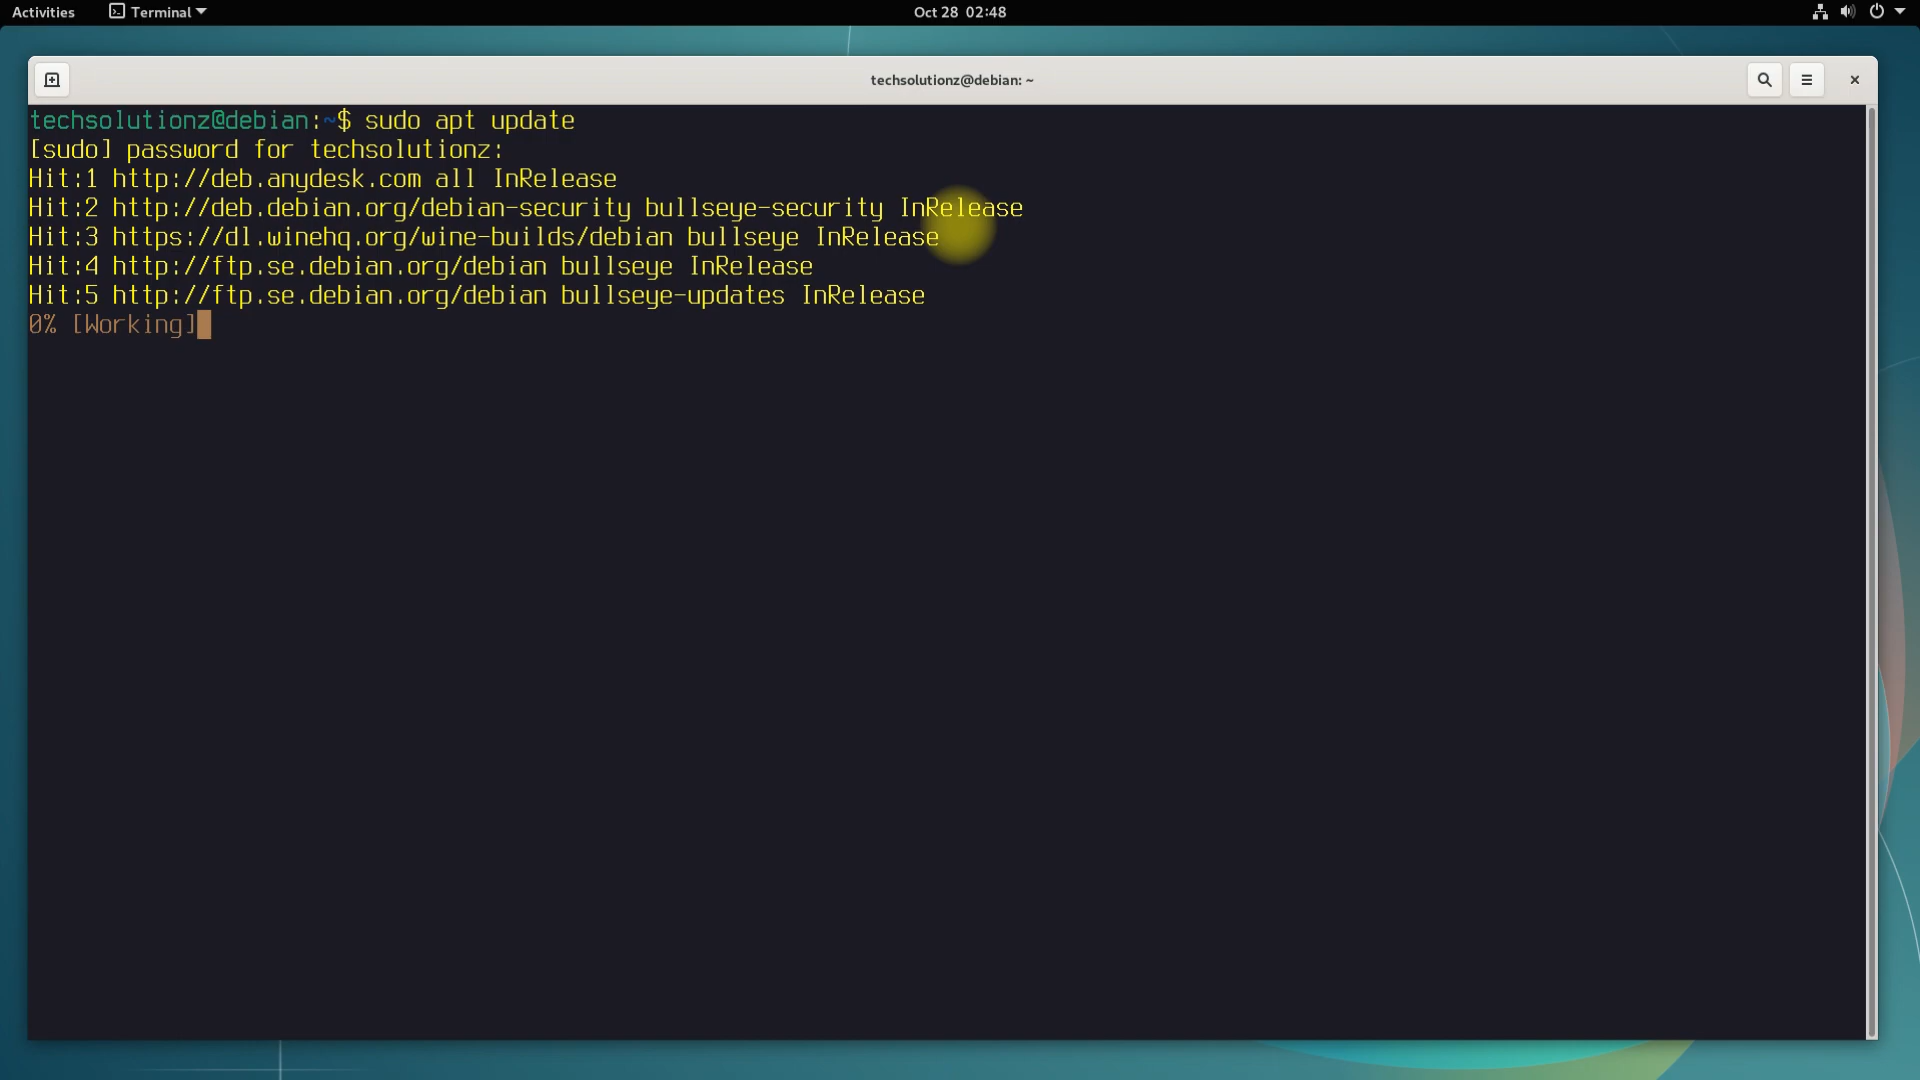 Activities Terminal Oct 28 02:48
techsolutionz@debian: ~
techsolutionz@debian:~$ sudo apt update
[sudo] password for techsolutionz:
Hit:1 http://deb.anydesk.com all InRelease
Hit:2 http://deb.debian.org/debian-security bullseye-security InRelease
Hit:3 https://dl.winehq.org/wine-builds/debian bullseye InRelease
Hit:4 http://ftp.se.debian.org/debian bullseye InRelease
Hit:5 http://ftp.se.debian.org/debian bullseye-updates InRelease
0% [Working]